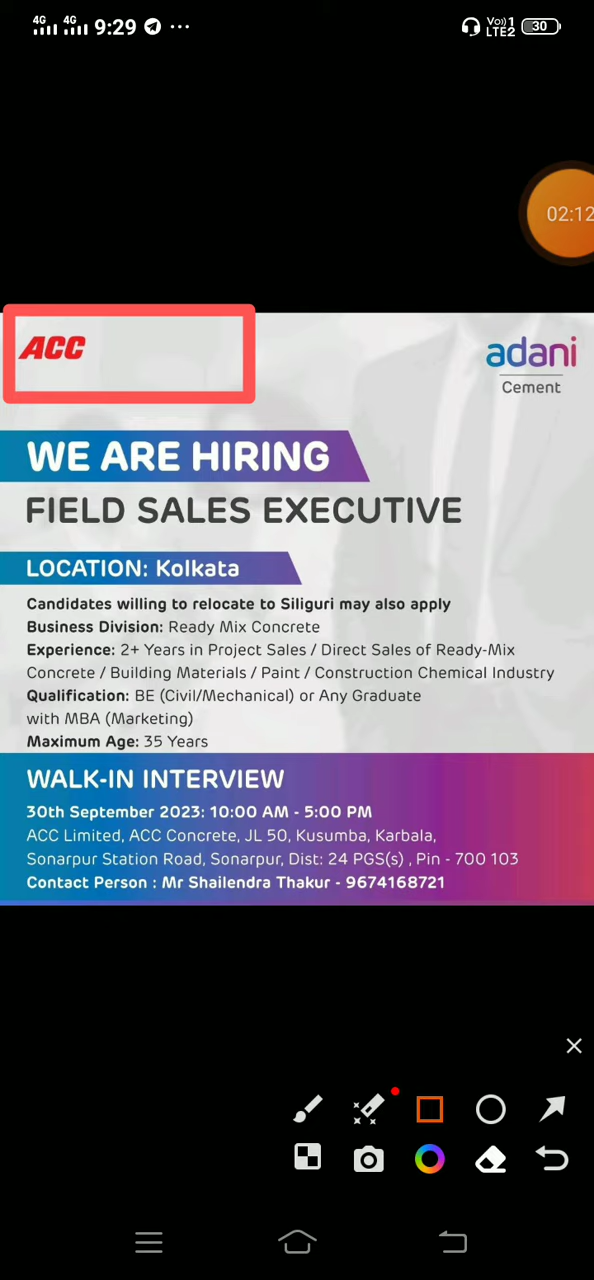 4G 4G 9:29 ... Vo)) 1 LTE2 30
02:12
ACC
adani
Cement
WE ARE HIRING
FIELD SALES EXECUTIVE
LOCATION: Kolkata
Candidates willing to relocate to Siliguri may also apply
Business Division: Ready Mix Concrete
Experience: 2+ Years in Project Sales / Direct Sales of Ready-Mix
Concrete / Building Materials / Paint / Construction Chemical Industry
Qualification: BE (Civil/Mechanical) or Any Graduate
with MBA (Marketing)
Maximum Age: 35 Years
WALK-IN INTERVIEW
30th September 2023: 10:00 AM - 5:00 PM
ACC Limited, ACC Concrete, JL 50, Kusumba, Karbala,
Sonarpur Station Road, Sonarpur, Dist: 24 PGS(s) , Pin - 700 103
Contact Person : Mr Shailendra Thakur - 9674168721